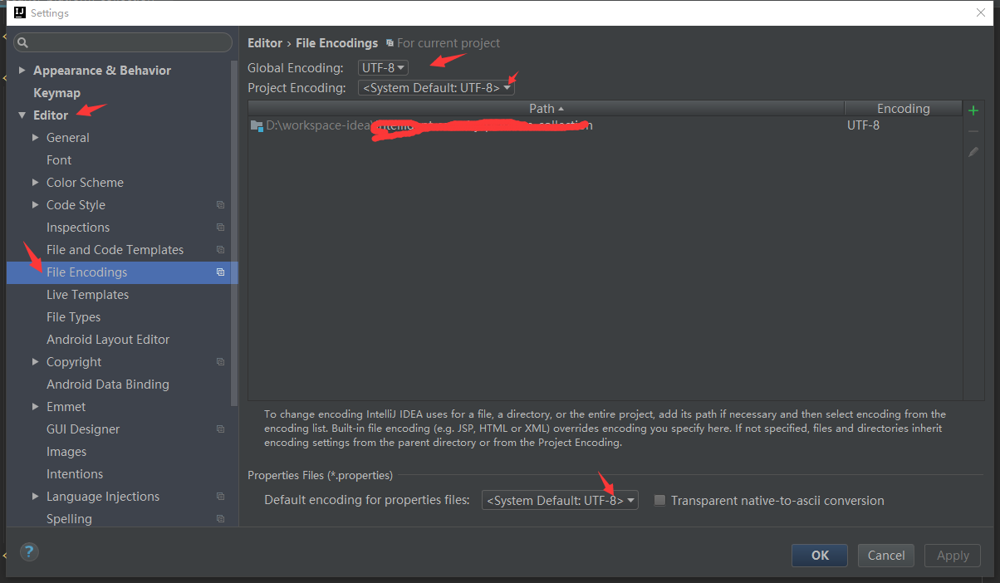 Settings
Appearance & Behavior
Keymap
Editor
General
Font
Color Scheme
Code Style
Inspections
File and Code Templates
File Encodings
Live Templates
File Types
Android Layout Editor
Copyright
Android Data Binding
Emmet
GUI Designer
Images
Intentions
Language Injections
Spelling
?
Editor › File Encodings For current project
Global Encoding: UTF-8
Project Encoding: <System Default: UTF-8>
Path Encoding
D:\workspace-idea\ UTF-8
To change encoding IntelliJ IDEA uses for a file, a directory, or the entire project, add its path if necessary and then select encoding from the
encoding list. Built-in file encoding (e.g. JSP, HTML or XML) overrides encoding you specify here. If not specified, files and directories inherit
encoding settings from the parent directory or from the Project Encoding.
Properties Files (*.properties)
Default encoding for properties files: <System Default: UTF-8> Transparent native-to-ascii conversion
OK Cancel Apply